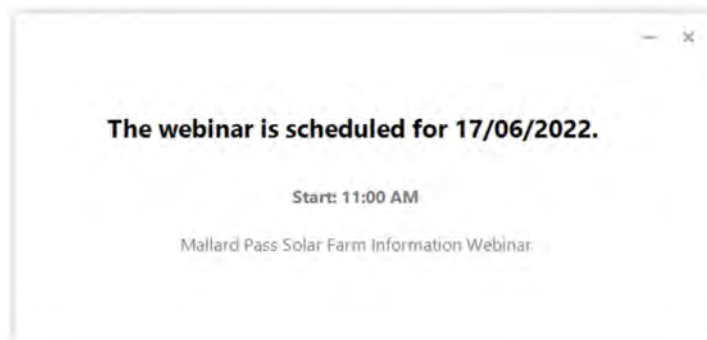 The webinar is scheduled for 17/06/2022.
Start: 11:00 AM
Mallard Pass Solar Farm Information Webinar